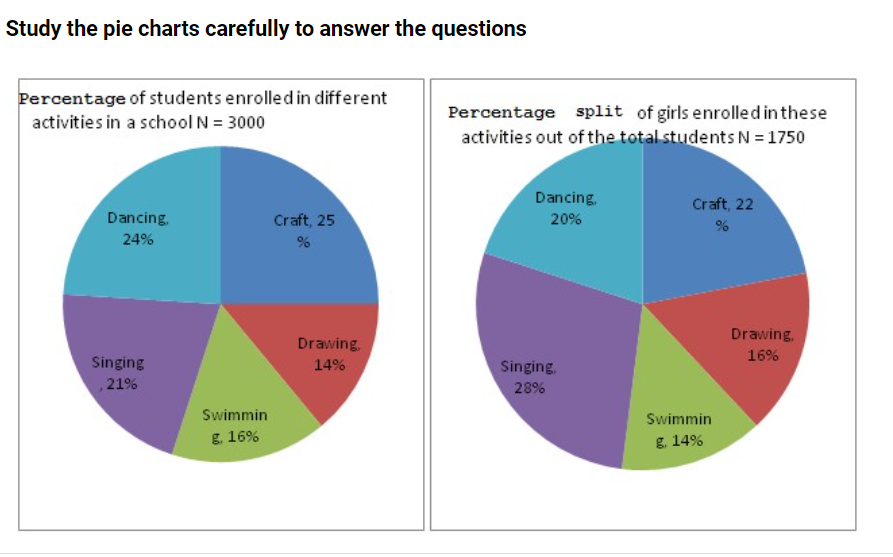 Study the pie charts carefully to answer the questions
Percentage of students enrolled in different
activities in a school N = 3000
Dancing,
24%
Craft, 25
%
Drawing,
14%
Swimmin
g, 16%
Singing
, 21%
Percentage split of girls enrolled in these
activities out of the total students N = 1750
Dancing,
20%
Craft, 22
%
Drawing,
16%
Swimmin
g, 14%
Singing,
28%